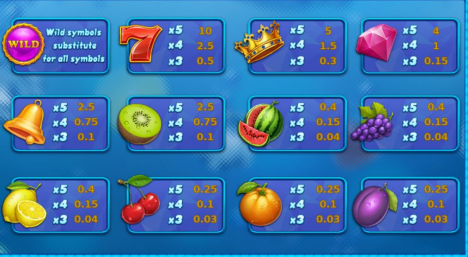 WILD
Wild symbols
substitute
for all symbols
x5 10
x4 2.5
x3 0.5
x5 5
x4 1.5
x3 0.3
x5 4
x4 1
x3 0.15
x5 2.5
x4 0.75
x3 0.1
x5 2.5
x4 0.75
x3 0.1
x5 0.4
x4 0.15
x3 0.04
x5 0.4
x4 0.15
x3 0.04
x5 0.4
x4 0.15
x3 0.04
x5 0.25
x4 0.1
x3 0.03
x5 0.25
x4 0.1
x3 0.03
x5 0.25
x4 0.1
x3 0.03